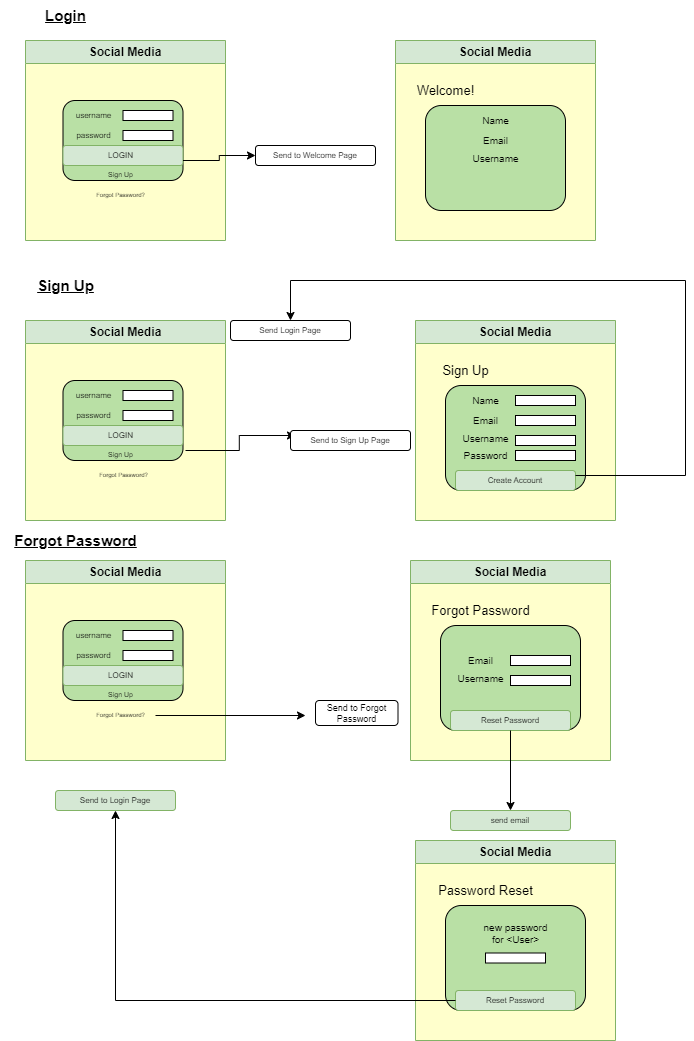 Login
Social Media
username
password
LOGIN
Sign Up
Forgot Password?
Send to Welcome Page
Social Media
Welcome!
Name
Email
Username
Sign Up
Social Media
username
password
LOGIN
Sign Up
Forgot Password?
Send Login Page
Send to Sign Up Page
Social Media
Sign Up
Name
Email
Username
Password
Create Account
Forgot Password
Social Media
username
password
LOGIN
Sign Up
Forgot Password?
Send to Forgot
Password
Social Media
Forgot Password
Email
Username
Reset Password
Send to Login Page
send email
Social Media
Password Reset
new password
for <User>
Reset Password